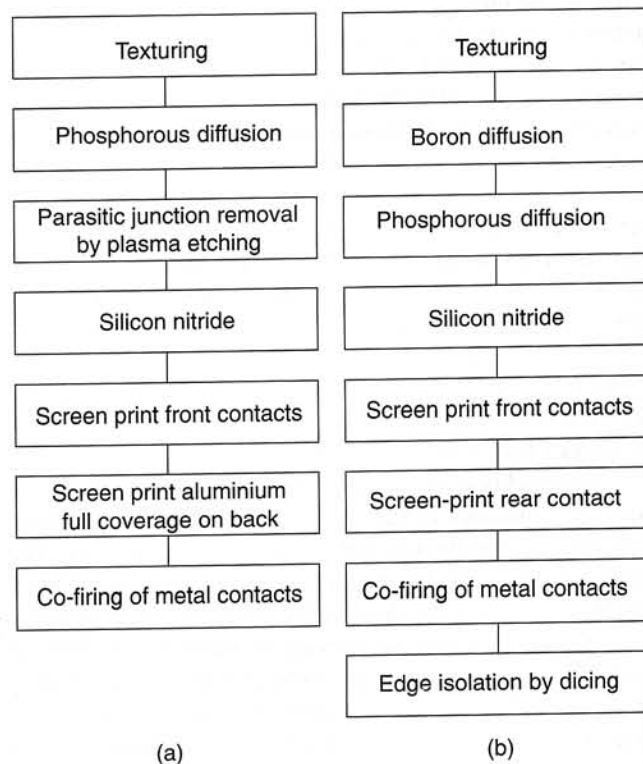 Texturing
Phosphorous diffusion
Parasitic junction removal
by plasma etching
Silicon nitride
Screen print front contacts
Screen print aluminium
full coverage on back
Co-firing of metal contacts
(a)
Texturing
Boron diffusion
Phosphorous diffusion
Silicon nitride
Screen print front contacts
Screen-print rear contact
Co-firing of metal contacts
Edge isolation by dicing
(b)